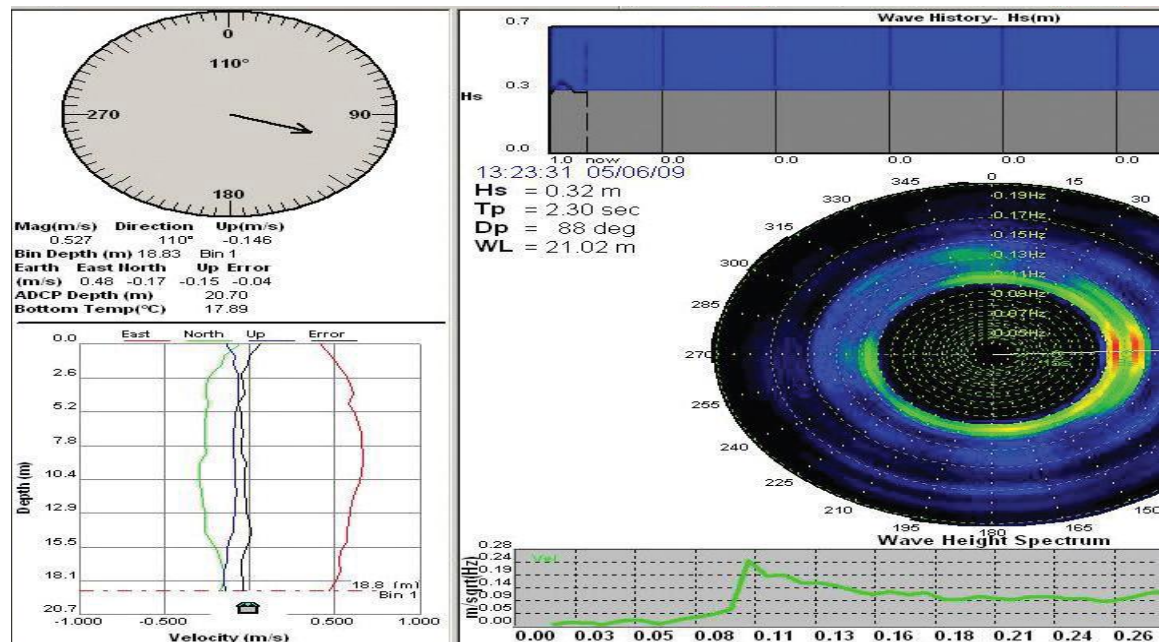 0
110°
270
90
180
Mag(m/s) Direction Up(m/s)
0.527 110° -0.146
Bin Depth (m) 18.83 Bin 1
Earth East North Up Error
(m/s) 0.48 -0.17 -0.15 -0.04
ADCP Depth (m) 20.70
Bottom Temp(°C) 17.89
East North Up Error
0.0
2.6
5.2
7.8
10.4
12.9
15.5
18.1
20.7
Depth (m)
18.8 (m)
Bin 1
-1.000 -0.500 0.000 0.500 1.000
Velocity (m/s)
Wave History- Hs(m)
0.7
0.3
Hs
0.0
1.0 now 0.0 0.0 0.0 0.0 0.0
13:23:31 05/06/09
Hs = 0.32 m
Tp = 2.30 sec
Dp = 88 deg
WL = 21.02 m
345 0 15
330 30
315
300
285
270
255
240
225
210 150
195 180 165
0.19Hz
0.17Hz
0.15Hz
0.13Hz
0.11Hz
0.09Hz
0.07Hz
0.05Hz
Wave Height Spectrum
Vel
0.28
0.24
0.19
0.14
0.09
0.05
0.00
m/sqrt(Hz)
0.00 0.03 0.05 0.08 0.11 0.13 0.16 0.19 0.21 0.24 0.26